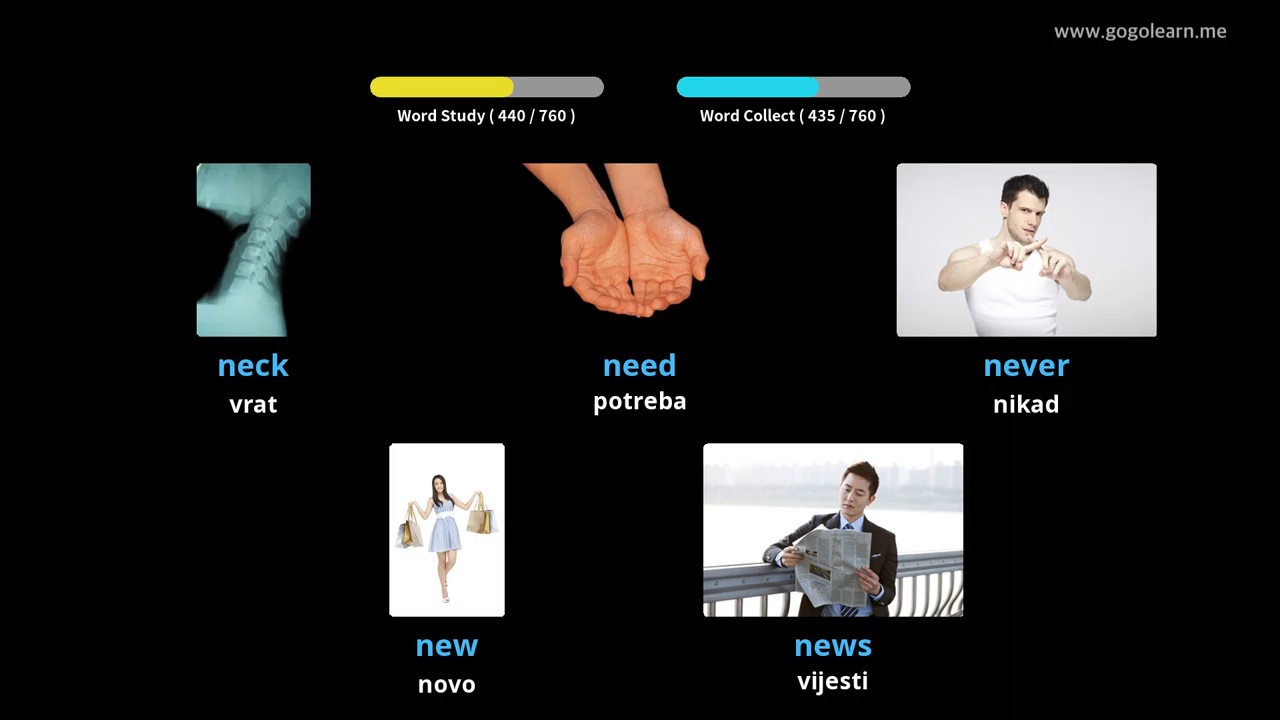 www.gogolearn.me
Word Study ( 440 / 760 )
Word Collect ( 435 / 760 )
neck
vrat
need
potreba
never
nikad
new
novo
news
vijesti